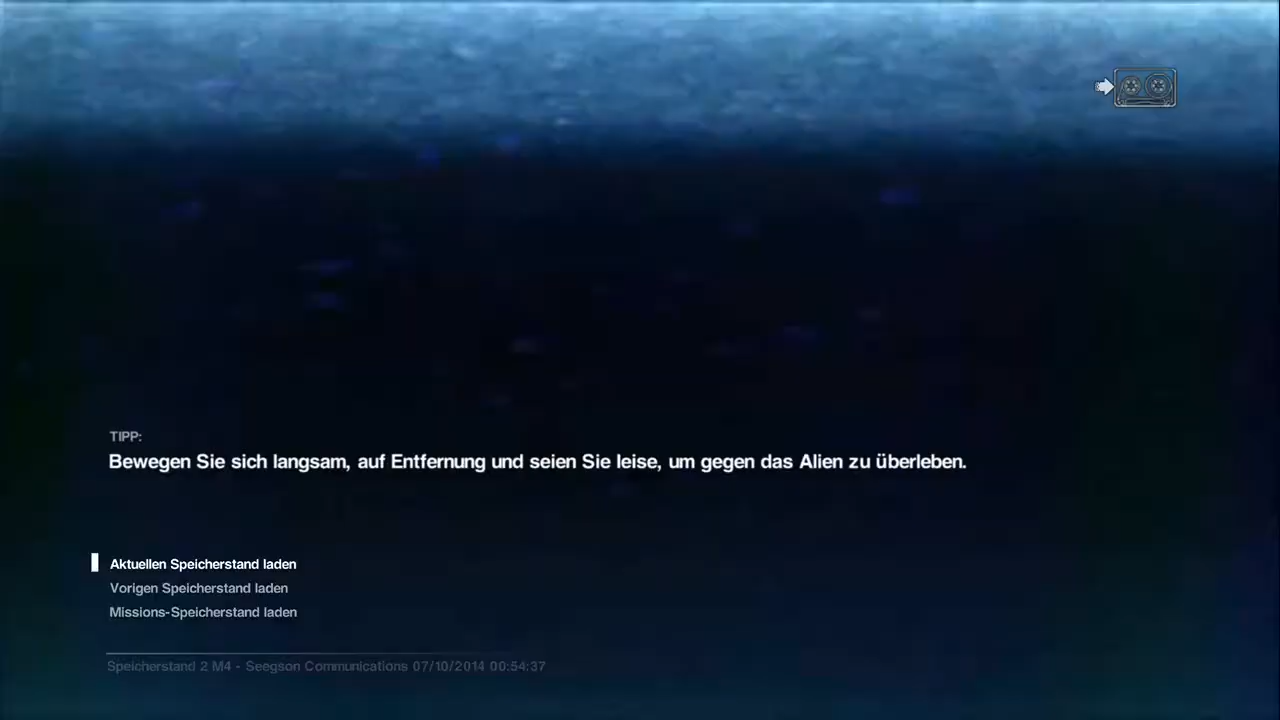 TIPP:
Bewegen Sie sich langsam, auf Entfernung und seien Sie leise, um gegen das Alien zu überleben.
Aktuellen Speicherstand laden
Vorigen Speicherstand laden
Missions-Speicherstand laden
Speicherstand 2 M4 - Seegson Communications 07/10/2014 00:54:37